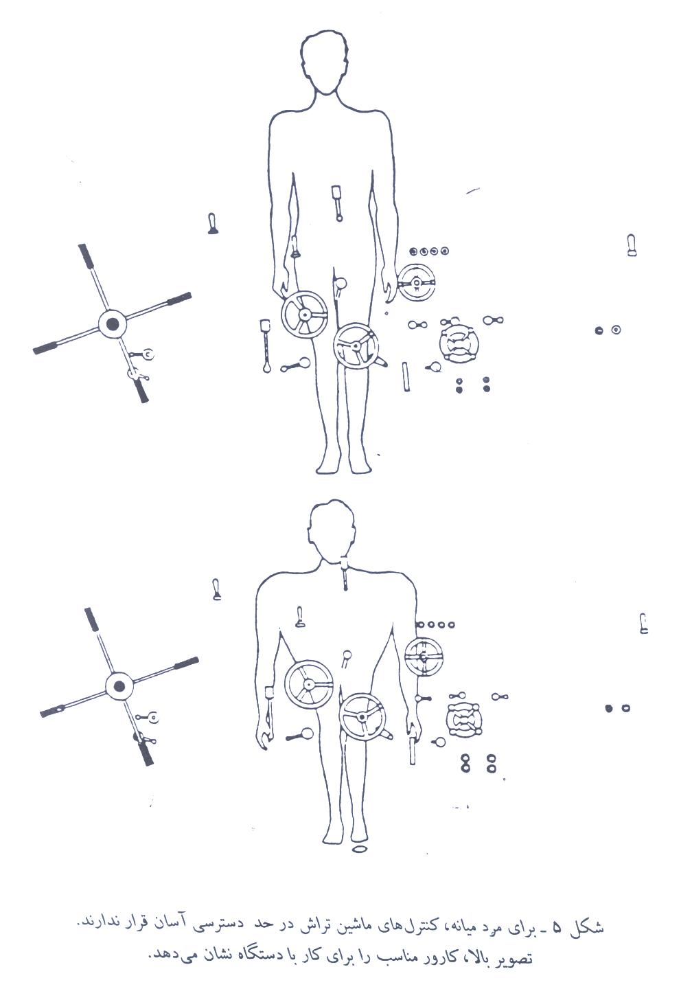 شکل ۵ ـ برای مرد میانه، کنترل‌های ماشین تراش در حد دسترسی آسان قرار ندارند.
تصویر بالا، کارور مناسب را برای کار با دستگاه نشان می‌دهد.